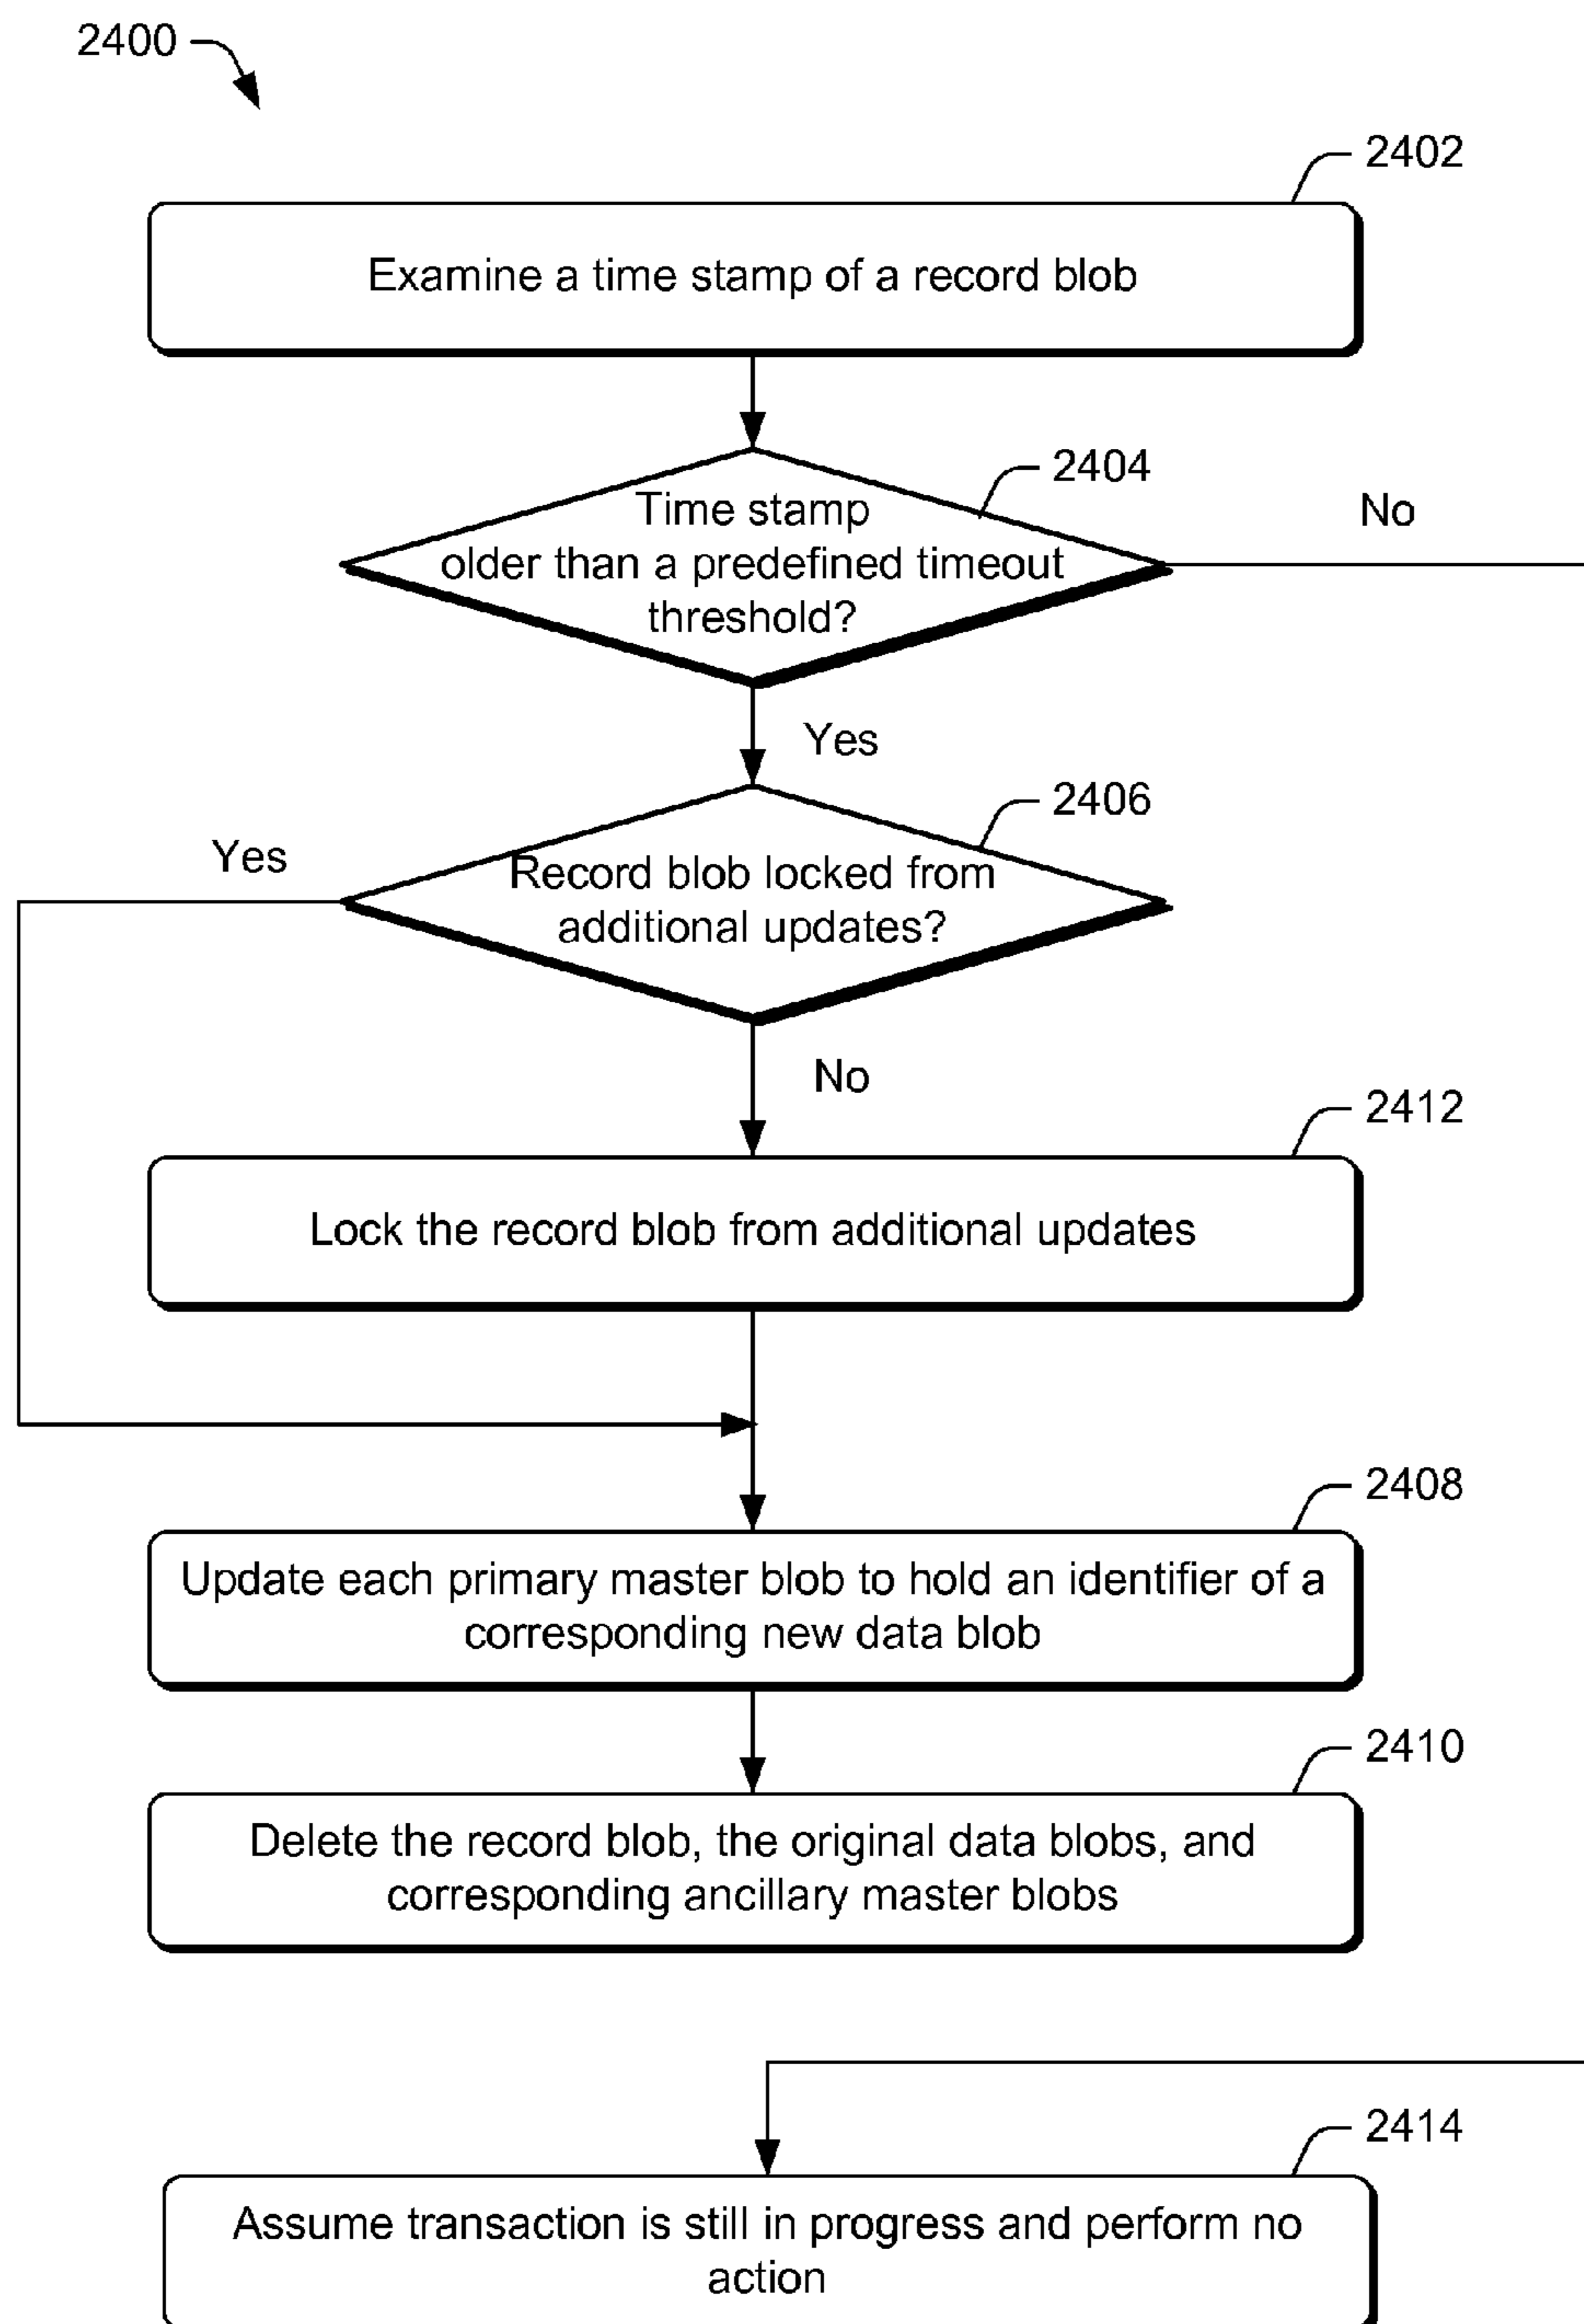 2400
2402
Examine a time stamp of a record blob
2404
No
Time stamp
older than a predefined timeout
threshold?
Yes
2406
Yes
Record blob locked from
additional updates?
No
2412
Lock the record blob from additional updates
2408
Update each primary master blob to hold an identifier of a
corresponding new data blob
2410
Delete the record blob, the original data blobs, and
corresponding ancillary master blobs
2414
Assume transaction is still in progress and perform no
action